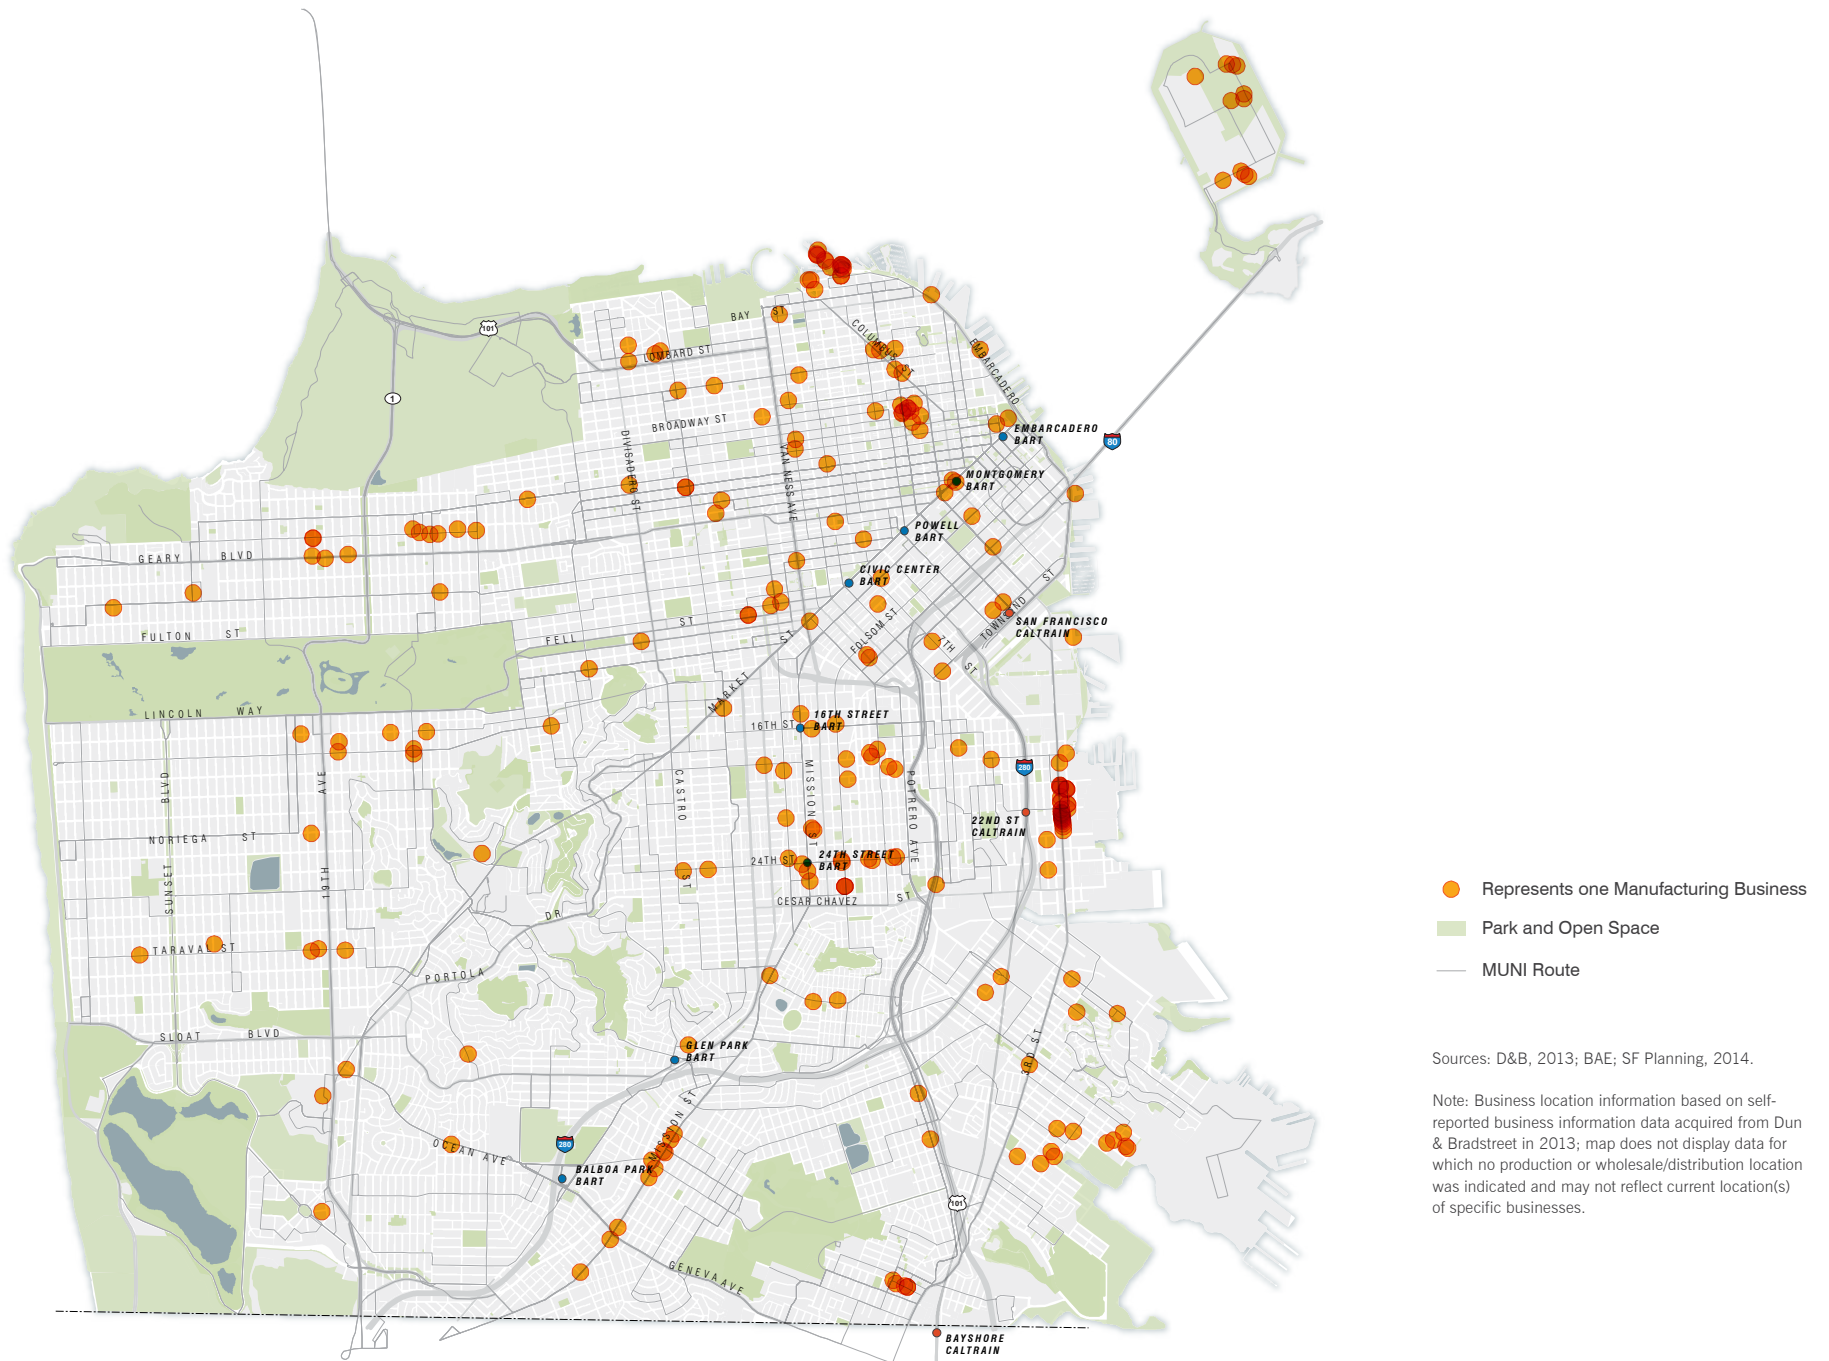 BAY ST
COLUMBUS ST
EMBARCADERO
101
LOMBARD ST
1
BROADWAY ST
DIVISADERO ST
VAN NESS AVE
EMBARCADERO
BART
80
MONTGOMERY
BART
POWELL
BART
GEARY BLVD
CIVIC CENTER
BART
FULTON ST
FELL ST
FOLSOM ST
TOWNSEND ST
SAN FRANCISCO
CALTRAIN
7TH ST
MARKET ST
LINCOLN WAY
16TH ST
16TH STREET
BART
280
SUNSET BLVD
19TH AVE
CASTRO ST
MISSION ST
POTRERO AVE
22ND ST
CALTRAIN
NORIEGA ST
24TH ST
24TH STREET
BART
CESAR CHAVEZ ST
TARAVAL ST
PORTOLA DR
SLOAT BLVD
GLEN PARK
BART
3RD ST
MISSION ST
OCEAN AVE
280
BALBOA PARK
BART
101
GENEVA AVE
BAYSHORE
CALTRAIN
Represents one Manufacturing Business
Park and Open Space
MUNI Route
Sources: D&B, 2013; BAE; SF Planning, 2014.
Note: Business location information based on self-
reported business information data acquired from Dun
& Bradstreet in 2013; map does not display data for
which no production or wholesale/distribution location
was indicated and may not reflect current location(s)
of specific businesses.